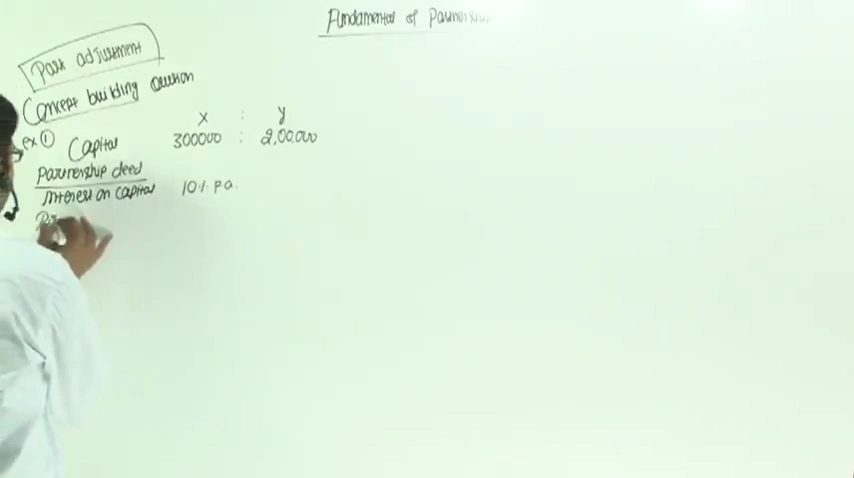 Fundamental of Partnership
Past adjustment
Concept building Question
ex ① Capital
X : Y
300000 : 2,00,000
Partnership deed
Interest on Capital 10% p.a.